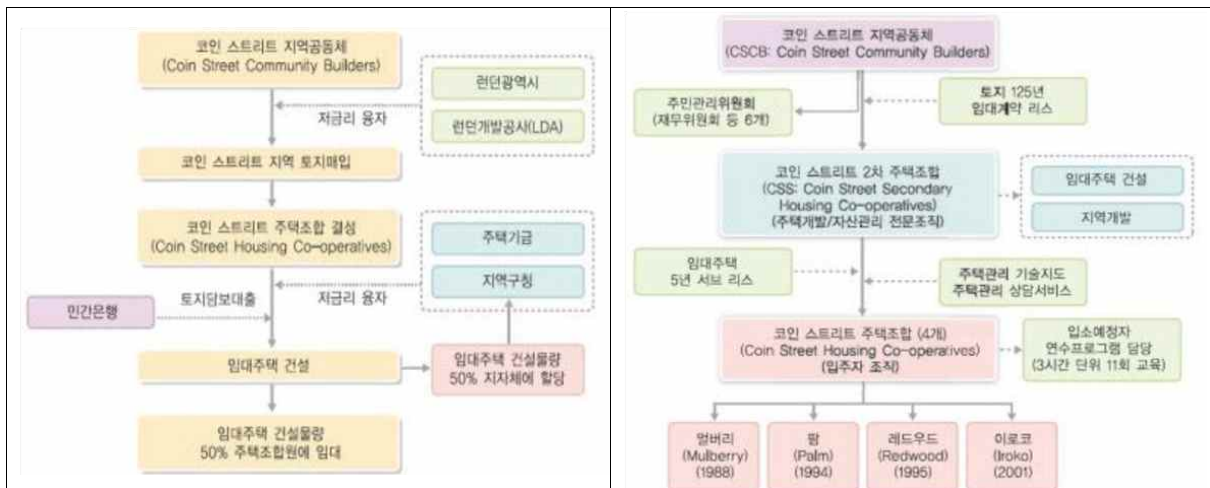 코인 스트리트 지역공동체
(Coin Street Community Builders)
런던광역시
저금리 융자
런던개발공사(LDA)
코인 스트리트 지역 토지매입
코인 스트리트 주택조합 결성
(Coin Street Housing Co-operatives)
주택기금
지역구청
토지담보대출
저금리 융자
민간은행
임대주택 건설
임대주택 건설물량
50% 지자체에 할당
임대주택 건설물량
50% 주택조합원에 임대
코인 스트리트 지역공동체
(CSCB: Coin Street Community Builders)
주민관리위원회
(재무위원회 등 6개)
토지 125년
임대계약 리스
코인 스트리트 2차 주택조합
(CSS: Coin Street Secondary
Housing Co-operatives)
(주택개발/자산관리 전문조직)
임대주택 건설
지역개발
임대주택
5년 서브 리스
주택관리 기술지도
주택관리 상담서비스
코인 스트리트 주택조합 (4개)
(Coin Street Housing Co-operatives)
(입주자 조직)
입소예정자
연수프로그램 담당
(3시간 단위 11회 교육)
멀버리
(Mulberry)
(1988)
팜
(Palm)
(1994)
레드우드
(Redwood)
(1995)
이로코
(Iroko)
(2001)